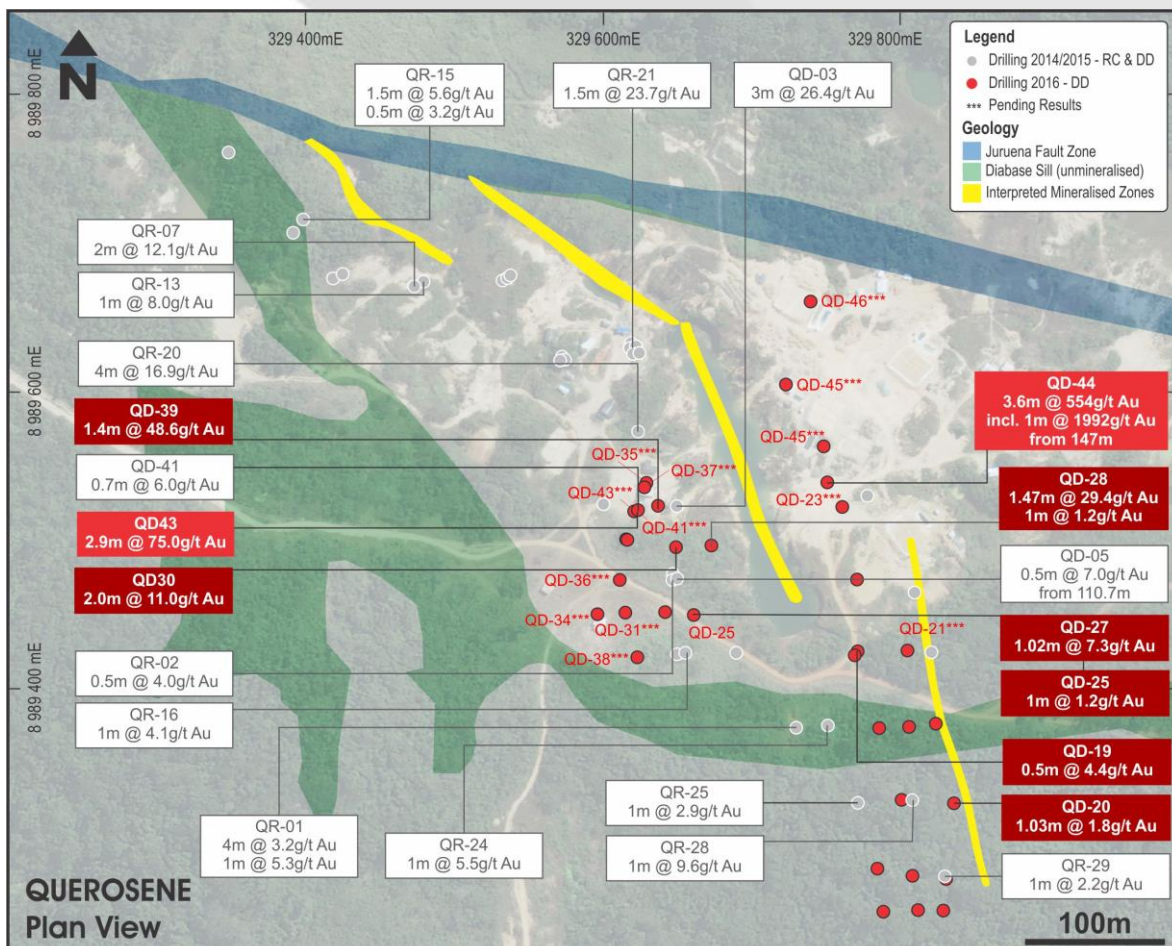 329 400mE
329 600mE
329 800mE
N
8 989 800 mE
8 989 600 mE
8 989 400 mE
Legend
Drilling 2014/2015 - RC & DD
Drilling 2016 - DD
*** Pending Results
Geology
Juruena Fault Zone
Diabase Sill (unmineralised)
Interpreted Mineralised Zones
QR-15
1.5m @ 5.6g/t Au
0.5m @ 3.2g/t Au
QR-21
1.5m @ 23.7g/t Au
QD-03
3m @ 26.4g/t Au
QR-07
2m @ 12.1g/t Au
QR-13
1m @ 8.0g/t Au
QR-20
4m @ 16.9g/t Au
QD-39
1.4m @ 48.6g/t Au
QD-41
0.7m @ 6.0g/t Au
QD43
2.9m @ 75.0g/t Au
QD30
2.0m @ 11.0g/t Au
QR-02
0.5m @ 4.0g/t Au
QR-16
1m @ 4.1g/t Au
QR-01
4m @ 3.2g/t Au
1m @ 5.3g/t Au
QR-24
1m @ 5.5g/t Au
QR-25
1m @ 2.9g/t Au
QR-28
1m @ 9.6g/t Au
QD-46***
QD-45***
QD-45***
QD-23***
QD-35***
QD-37***
QD-43***
QD-41***
QD-36***
QD-34***
QD-31***
QD-25
QD-38***
QD-21***
QD-44
3.6m @ 554g/t Au
incl. 1m @ 1992g/t Au
from 147m
QD-28
1.47m @ 29.4g/t Au
1m @ 1.2g/t Au
QD-05
0.5m @ 7.0g/t Au
from 110.7m
QD-27
1.02m @ 7.3g/t Au
QD-25
1m @ 1.2g/t Au
QD-19
0.5m @ 4.4g/t Au
QD-20
1.03m @ 1.8g/t Au
QR-29
1m @ 2.2g/t Au
QUEROSENE
Plan View
100m